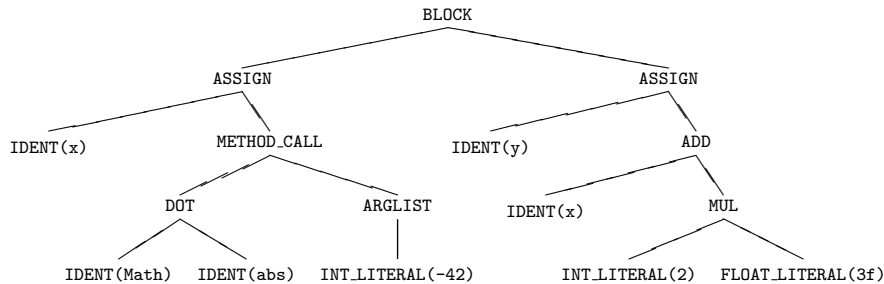 BLOCK
ASSIGN ASSIGN
IDENT(x) METHOD_CALL IDENT(y) ADD
DOT ARGLIST IDENT(x) MUL
IDENT(Math) IDENT(abs) INT_LITERAL(-42) INT_LITERAL(2) FLOAT_LITERAL(3f)